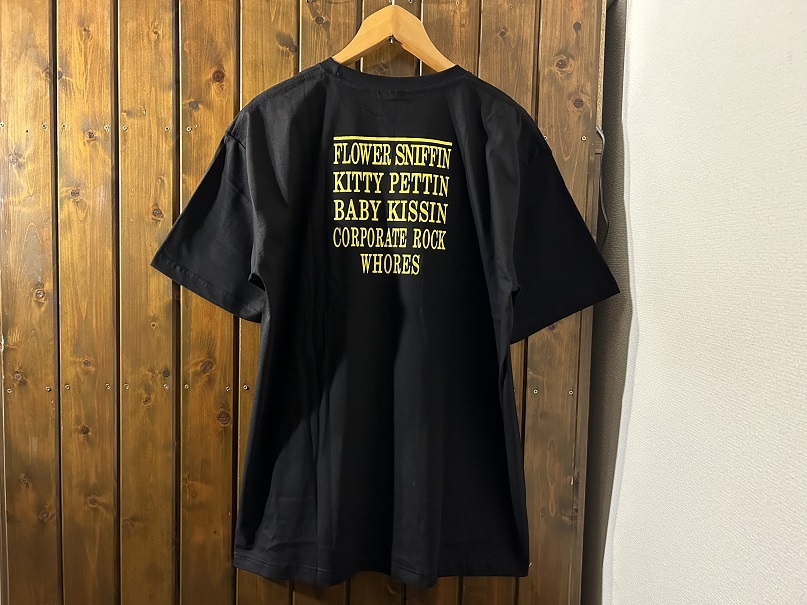 FLOWER SNIFFIN
KITTY PETTIN
BABY KISSIN
CORPORATE ROCK
WHORES